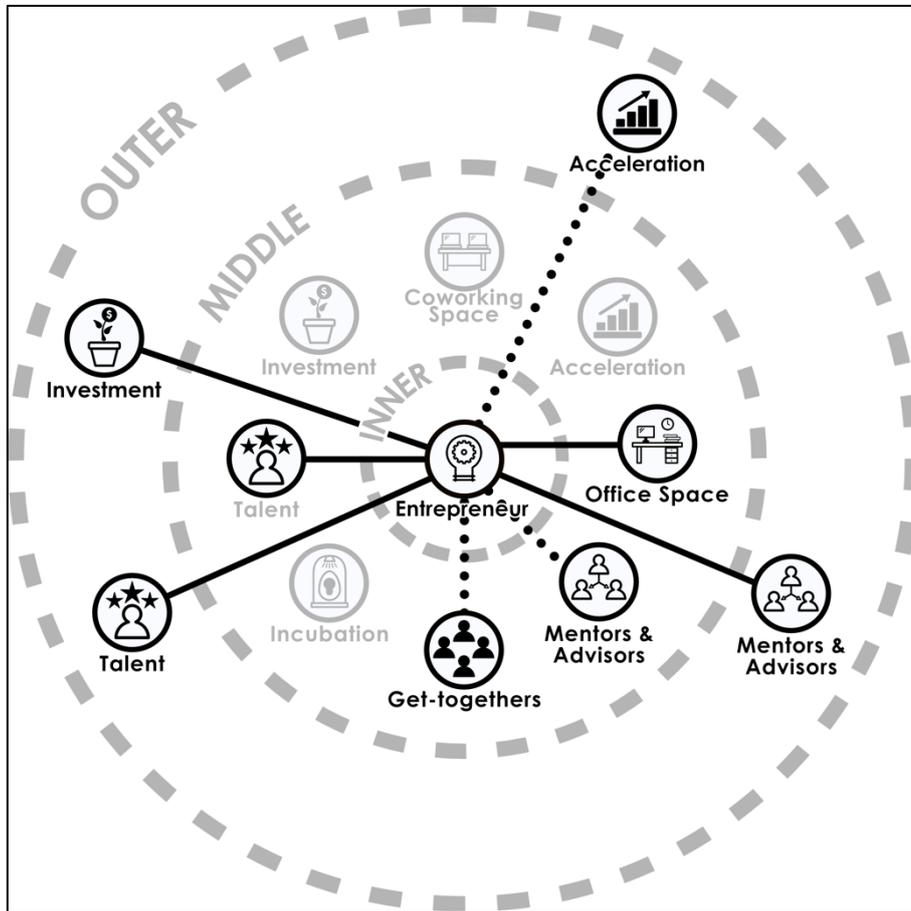 OUTER
Acceleration
MIDDLE
Coworking
Space
Investment
Acceleration
Investment
INNER
Talent
Entreprenêur
Office Space
Incubation
Mentors &
Advisors
Talent
Get-togethers
Mentors &
Advisors
$
$